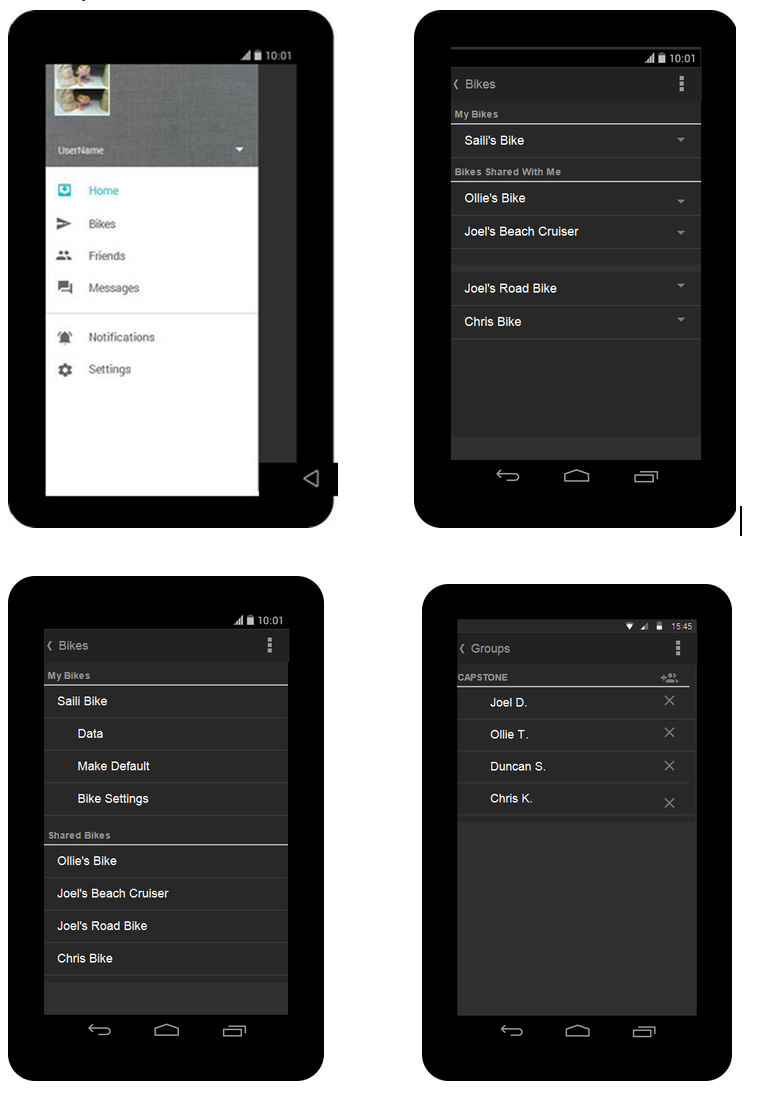 10:01
UserName
Home
Bikes
Friends
Messages
Notifications
Settings
10:01
Bikes
My Bikes
Saili's Bike
Bikes Shared With Me
Ollie's Bike
Joel's Beach Cruiser
Joel's Road Bike
Chris Bike
10:01
Bikes
My Bikes
Saili Bike
Data
Make Default
Bike Settings
Shared Bikes
Ollie's Bike
Joel's Beach Cruiser
Joel's Road Bike
Chris Bike
15:45
Groups
CAPSTONE
Joel D.
Ollie T.
Duncan S.
Chris K.